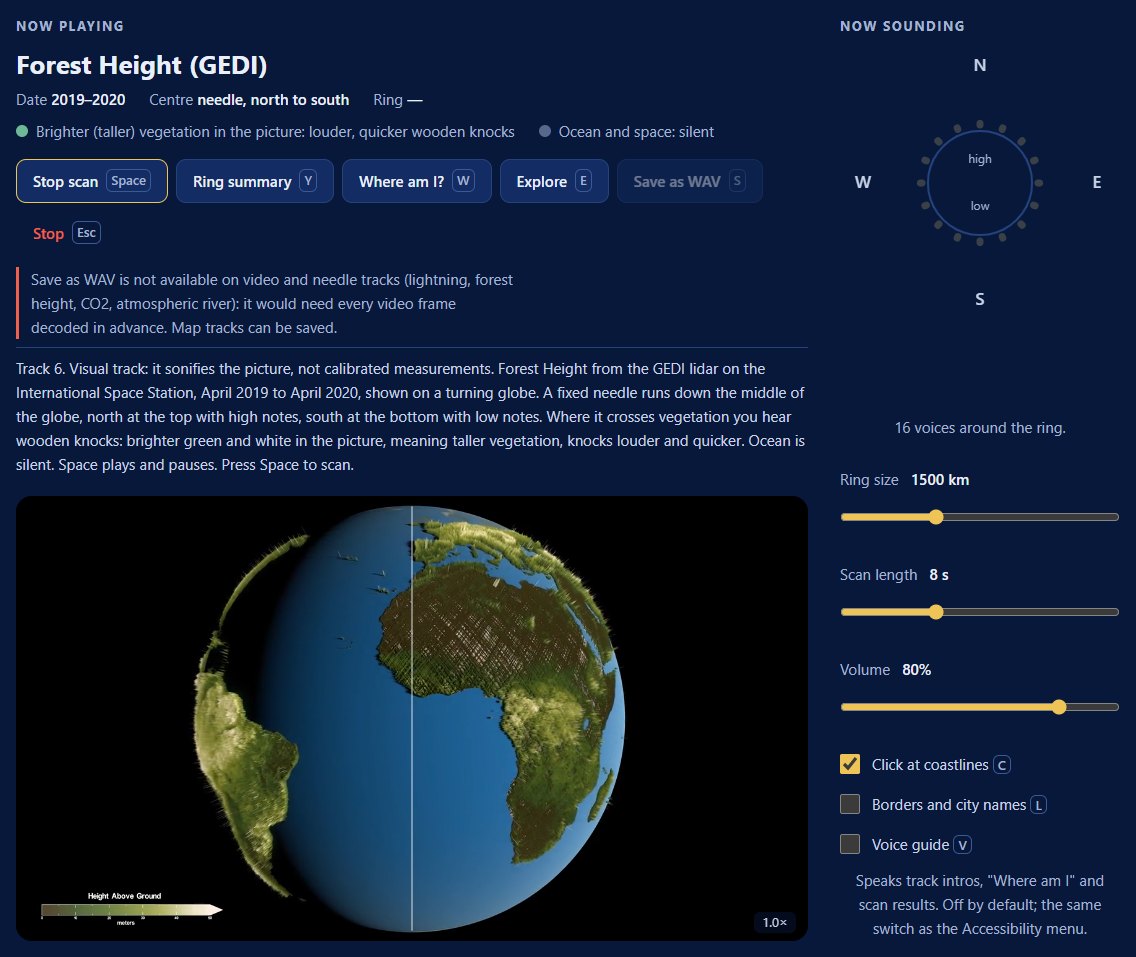 NOW PLAYING
Forest Height (GEDI)
Date 2019–2020 Centre needle, north to south Ring —
Brighter (taller) vegetation in the picture: louder, quicker wooden knocks Ocean and space: silent
Stop scan Space Ring summary Y Where am I? W Explore E Save as WAV S
Stop Esc
Save as WAV is not available on video and needle tracks (lightning, forest
height, CO2, atmospheric river): it would need every video frame
decoded in advance. Map tracks can be saved.
Track 6. Visual track: it sonifies the picture, not calibrated measurements. Forest Height from the GEDI lidar on the
International Space Station, April 2019 to April 2020, shown on a turning globe. A fixed needle runs down the middle of
the globe, north at the top with high notes, south at the bottom with low notes. Where it crosses vegetation you hear
wooden knocks: brighter green and white in the picture, meaning taller vegetation, knocks louder and quicker. Ocean is
silent. Space plays and pauses. Press Space to scan.
Height Above Ground
meters
1.0×
NOW SOUNDING
N
high
W E
low
S
16 voices around the ring.
Ring size 1500 km
Scan length 8 s
Volume 80%
Click at coastlines C
Borders and city names L
Voice guide V
Speaks track intros, "Where am I" and
scan results. Off by default; the same
switch as the Accessibility menu.